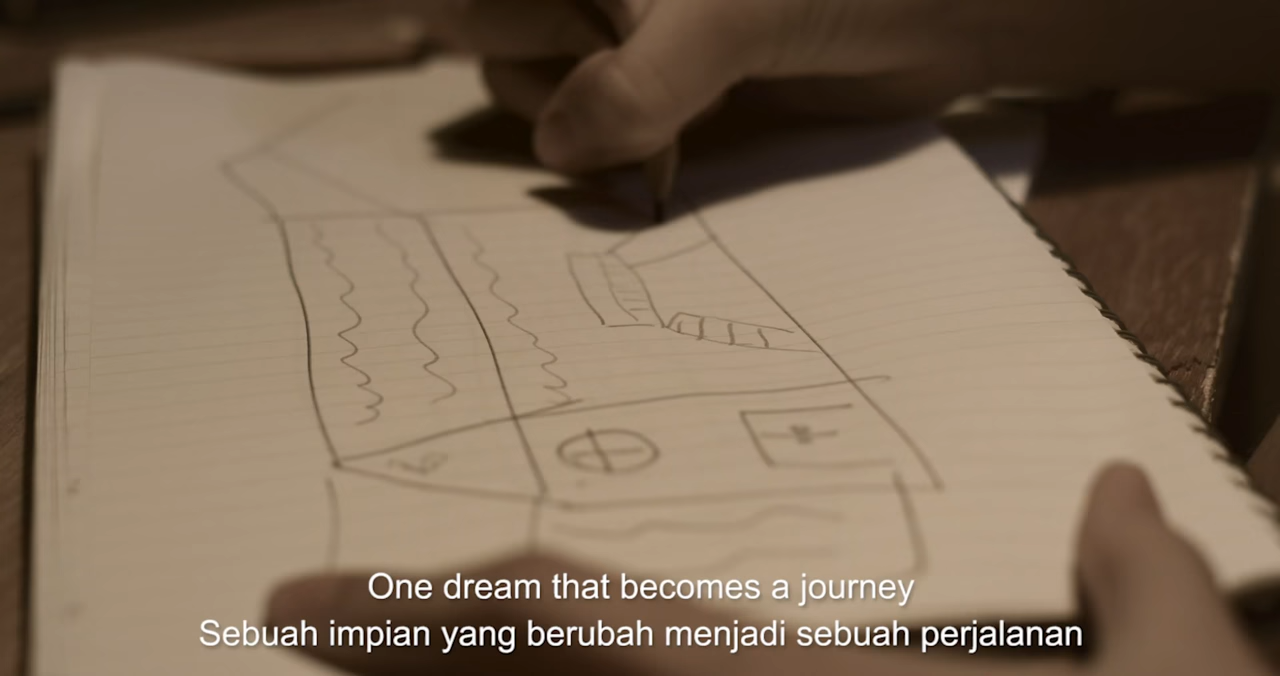 One dream that becomes a journey
Sebuah impian yang berubah menjadi sebuah perjalanan